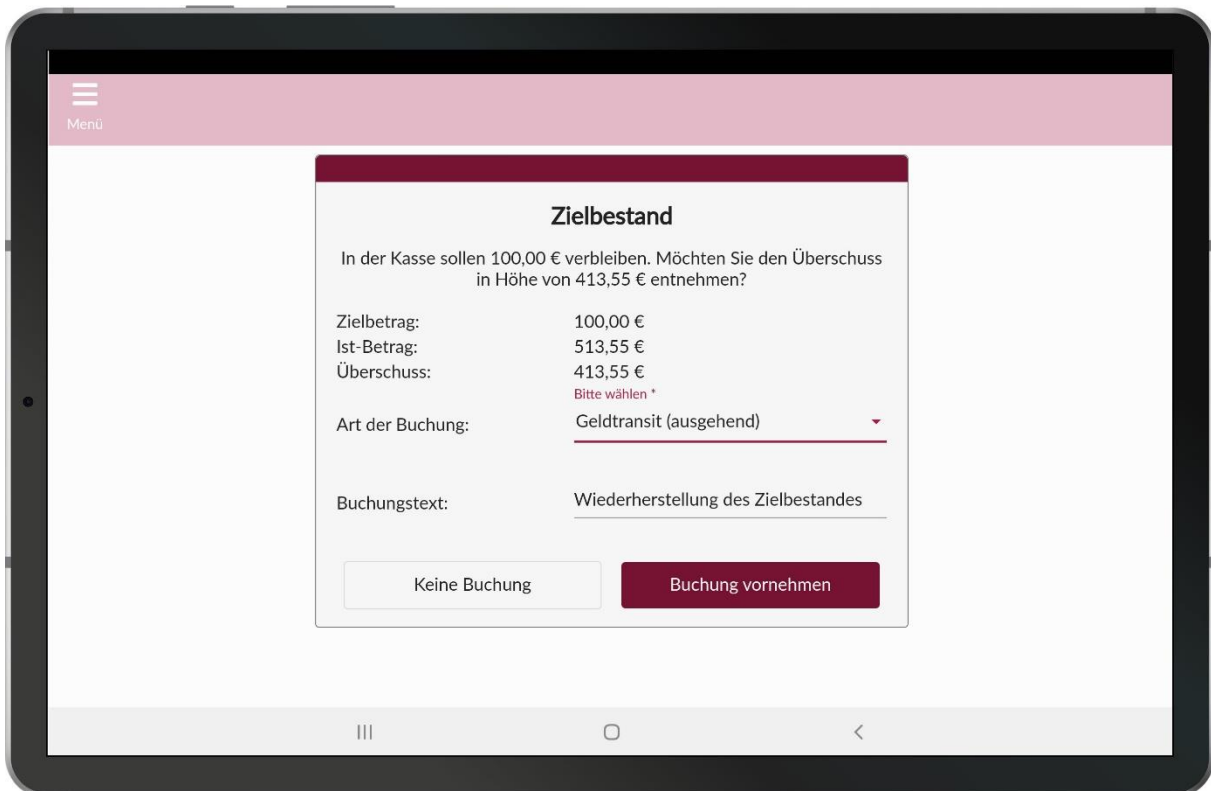 Menü
Zielbestand
In der Kasse sollen 100,00 € verbleiben. Möchten Sie den Überschuss
in Höhe von 413,55 € entnehmen?
Zielbetrag: 100,00 €
Ist-Betrag: 513,55 €
Überschuss: 413,55 €
Bitte wählen *
Art der Buchung: Geldtransit (ausgehend)
Buchungstext: Wiederherstellung des Zielbestandes
Keine Buchung Buchung vornehmen